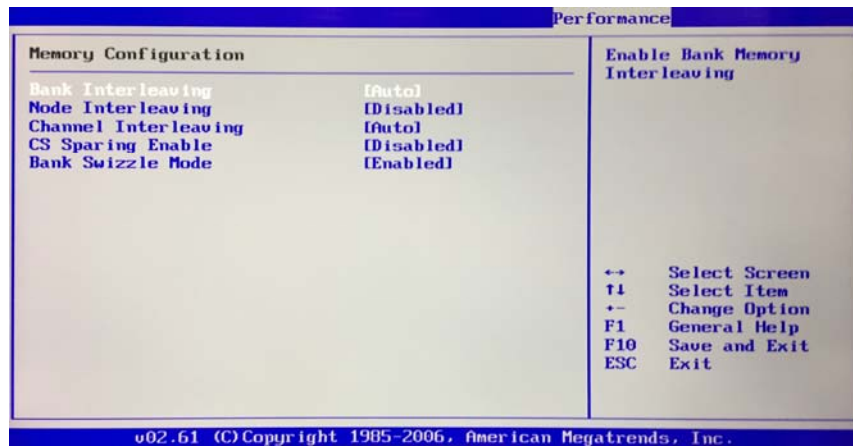 Performance
Memory Configuration
Bank Interleaving [Auto]
Node Interleaving [Disabled]
Channel Interleaving [Auto]
CS Sparing Enable [Disabled]
Bank Swizzle Mode [Enabled]
Enable Bank Memory
Interleaving
↔ Select Screen
↑↓ Select Item
+- Change Option
F1 General Help
F10 Save and Exit
ESC Exit
v02.61 (C)Copyright 1985-2006, American Megatrends, Inc.